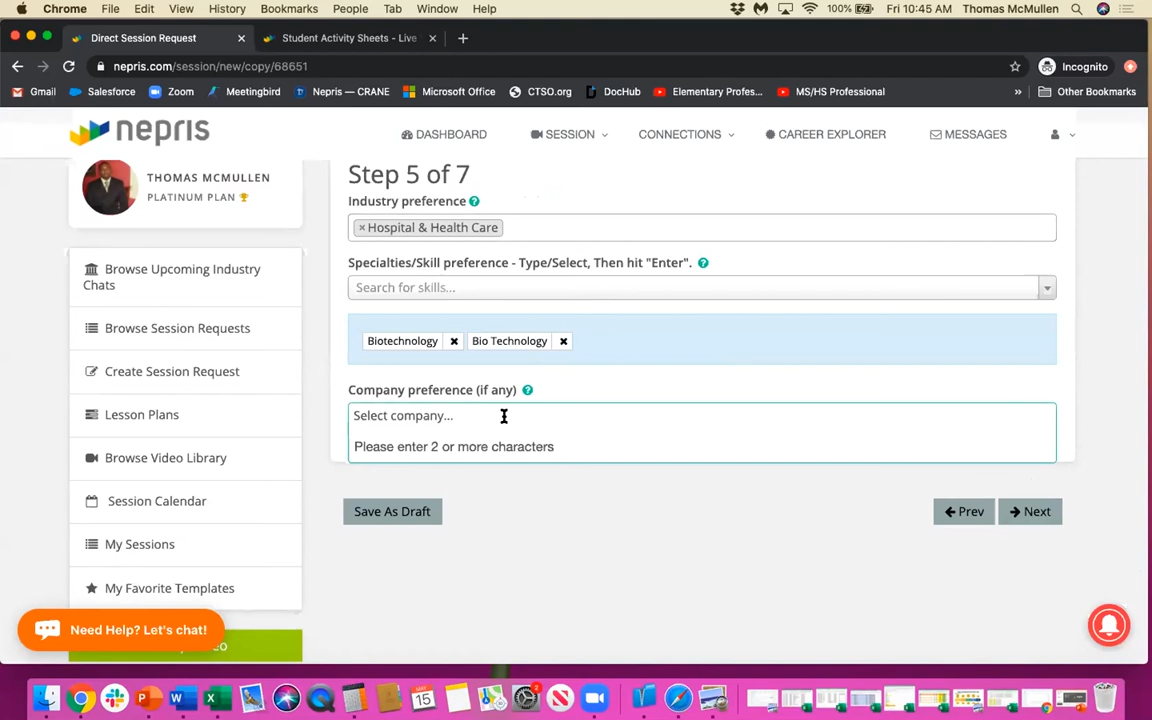 Chrome File Edit View History Bookmarks People Tab Window Help 100% Fri 10:45 AM Thomas McMullen
Direct Session Request
Student Activity Sheets - Live
nepris.com/session/new/copy/68651
Incognito
Gmail Salesforce Zoom Meetingbird Nepris — CRANE Microsoft Office CTSO.org DocHub Elementary Profes... MS/HS Professional » Other Bookmarks
nepris
DASHBOARD SESSION CONNECTIONS CAREER EXPLORER MESSAGES
THOMAS MCMULLEN
PLATINUM PLAN
Browse Upcoming Industry
Chats
Browse Session Requests
Create Session Request
Lesson Plans
Browse Video Library
Session Calendar
My Sessions
My Favorite Templates
Need Help? Let's chat!
Step 5 of 7
Industry preference ?
× Hospital & Health Care
Specialties/Skill preference - Type/Select, Then hit "Enter". ?
Search for skills...
Biotechnology × Bio Technology ×
Company preference (if any) ?
Select company...
Please enter 2 or more characters
Save As Draft
Prev
Next
15
2